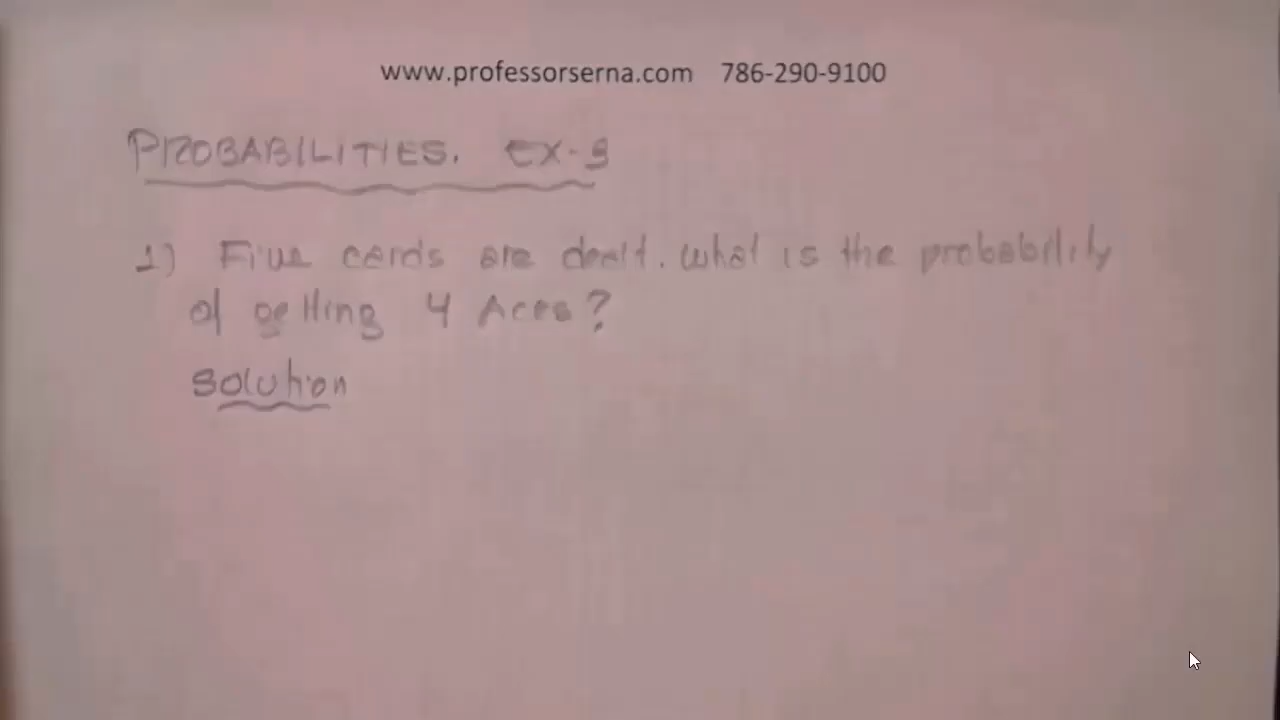 www.professorserna.com 786-290-9100
PROBABILITIES. EX-3
1) Five cards are dealt. what is the probability
of getting 4 Aces?
Solution